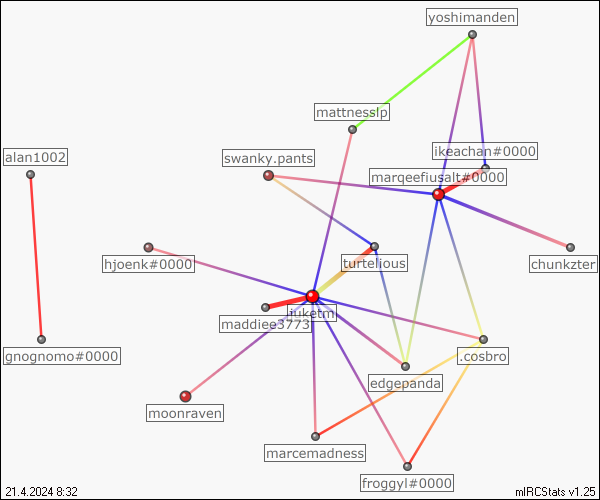 yoshimanden
mattnesslp
alan1002
swanky.pants
ikeachan#0000
marqeefiusalt#0000
hjoenk#0000
turtelious
chunkzter
juketm
maddiee3773
gnognomo#0000
.cosbro
edgepanda
moonraven
marcemadness
froggyl#0000
21.4.2024 8:32
mIRCStats v1.25